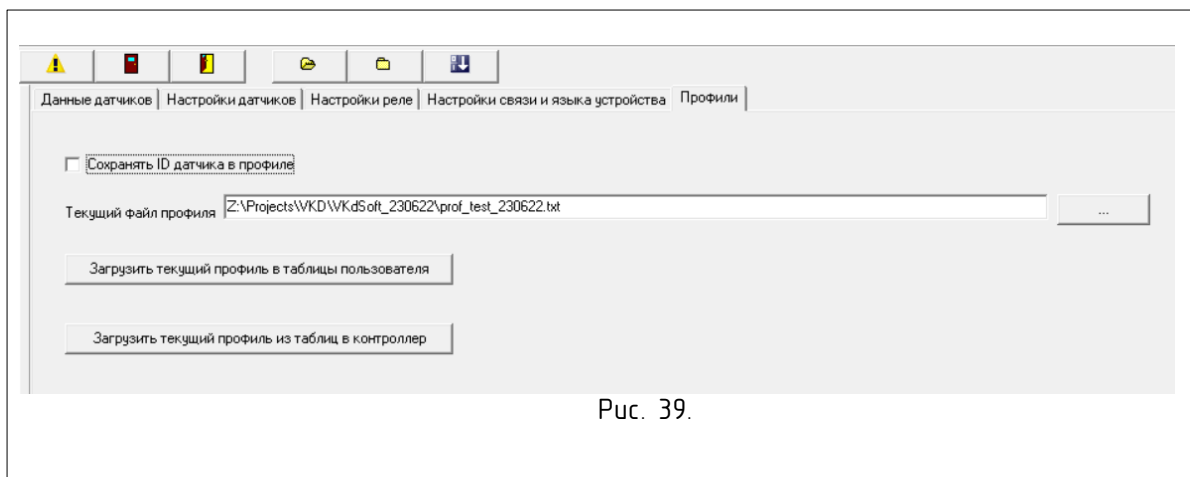 Данные датчиков Настройки датчиков Настройки реле Настройки связи и языка устройства Профили
Сохранять ID датчика в профиле
Текущий файл профиля Z:\Projects\VKD\VKdSoft_230622\prof_test_230622.txt ...
Загрузить текущий профиль в таблицы пользователя
Загрузить текущий профиль из таблиц в контроллер
Рис. 39.